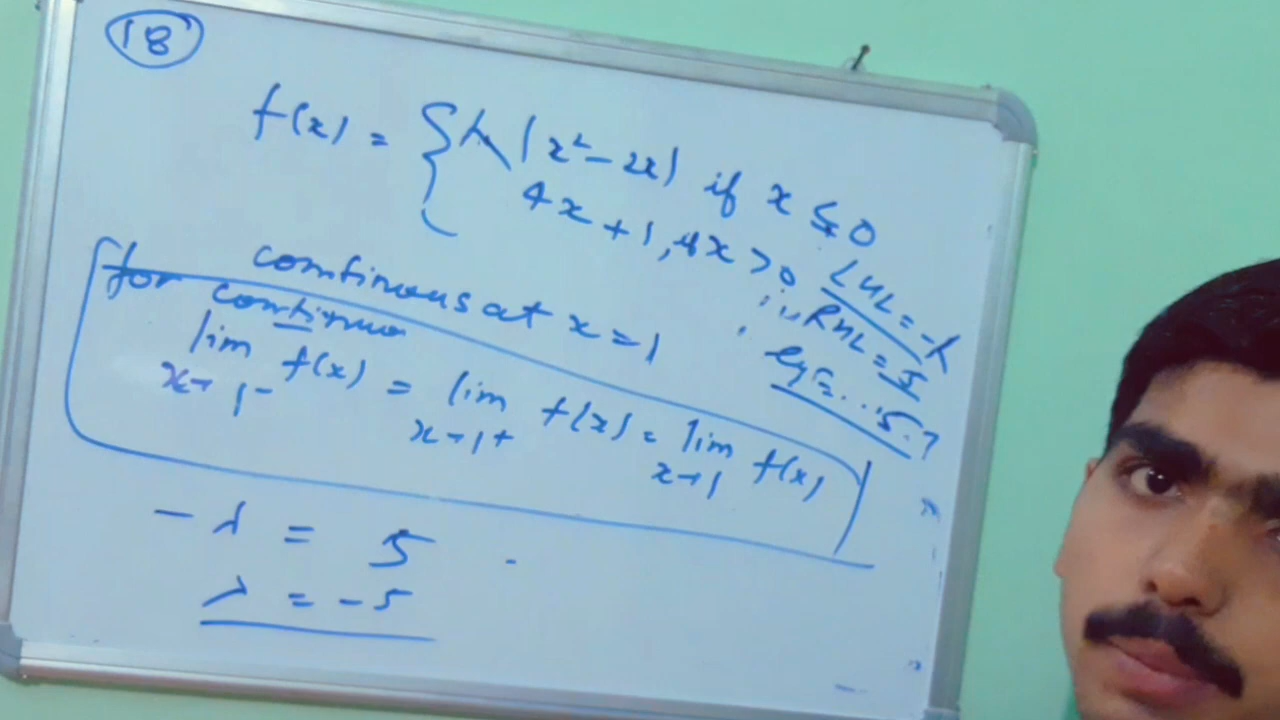 18
f(x) = { λ(x² - 2x) if x ≤ 0
4x + 1, if x > 0
continuous at x = 1
LHL = -λ
RHL = 5
for continuous
lim x→1⁻ f(x) = lim x→1⁺ f(x) = lim x→1 f(x)
-λ = 5
λ = -5